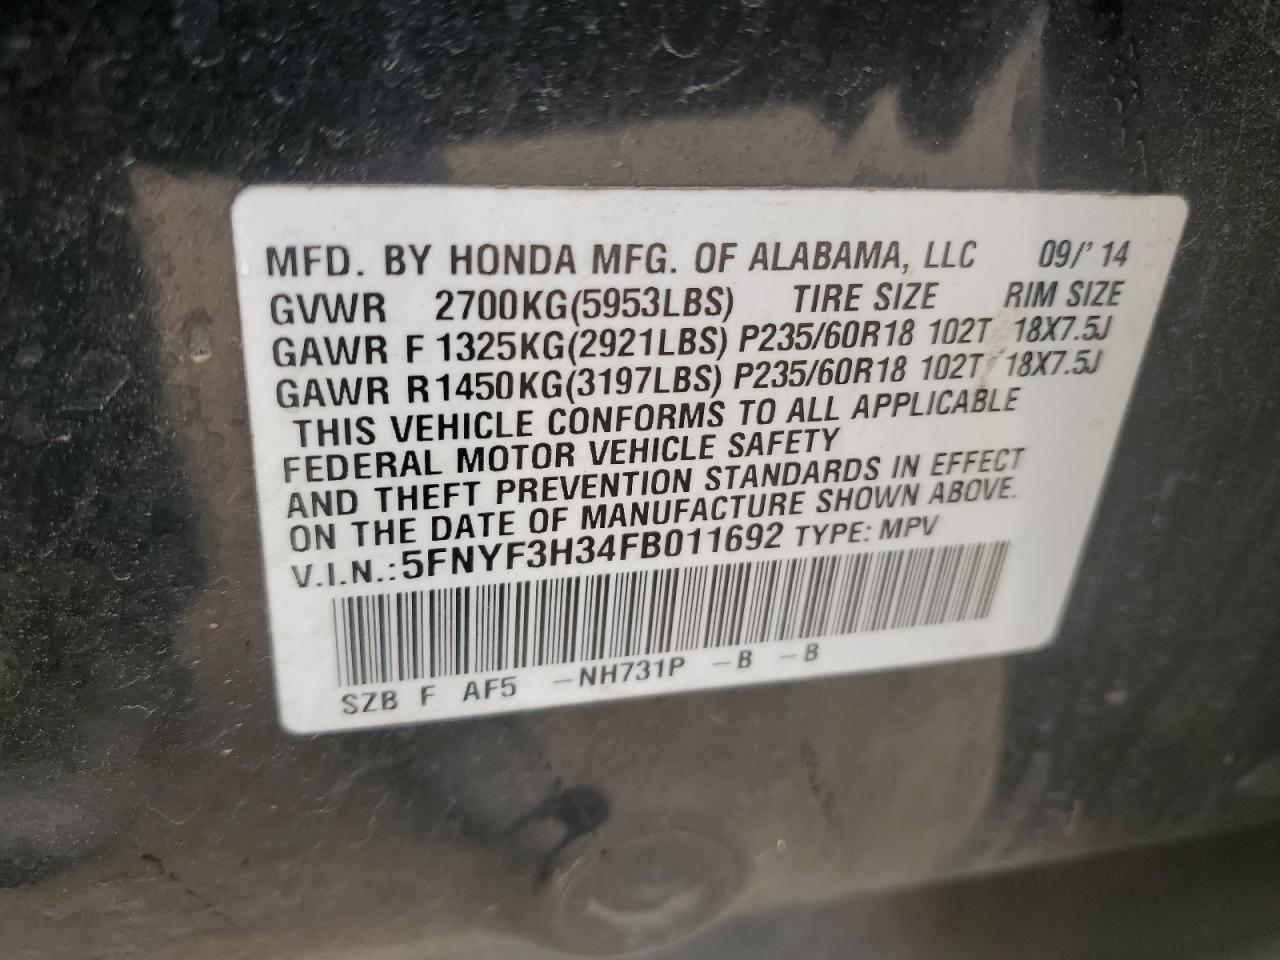 MFD. BY HONDA MFG. OF ALABAMA, LLC 09/'14
GVWR 2700KG(5953LBS) TIRE SIZE RIM SIZE
GAWR F 1325KG(2921LBS) P235/60R18 102T 18X7.5J
GAWR R1450KG(3197LBS) P235/60R18 102T 18X7.5J
THIS VEHICLE CONFORMS TO ALL APPLICABLE
FEDERAL MOTOR VEHICLE SAFETY
AND THEFT PREVENTION STANDARDS IN EFFECT
ON THE DATE OF MANUFACTURE SHOWN ABOVE.
V.I.N.:5FNYF3H34FB011692 TYPE: MPV
SZB F AF5 -NH731P -B -B